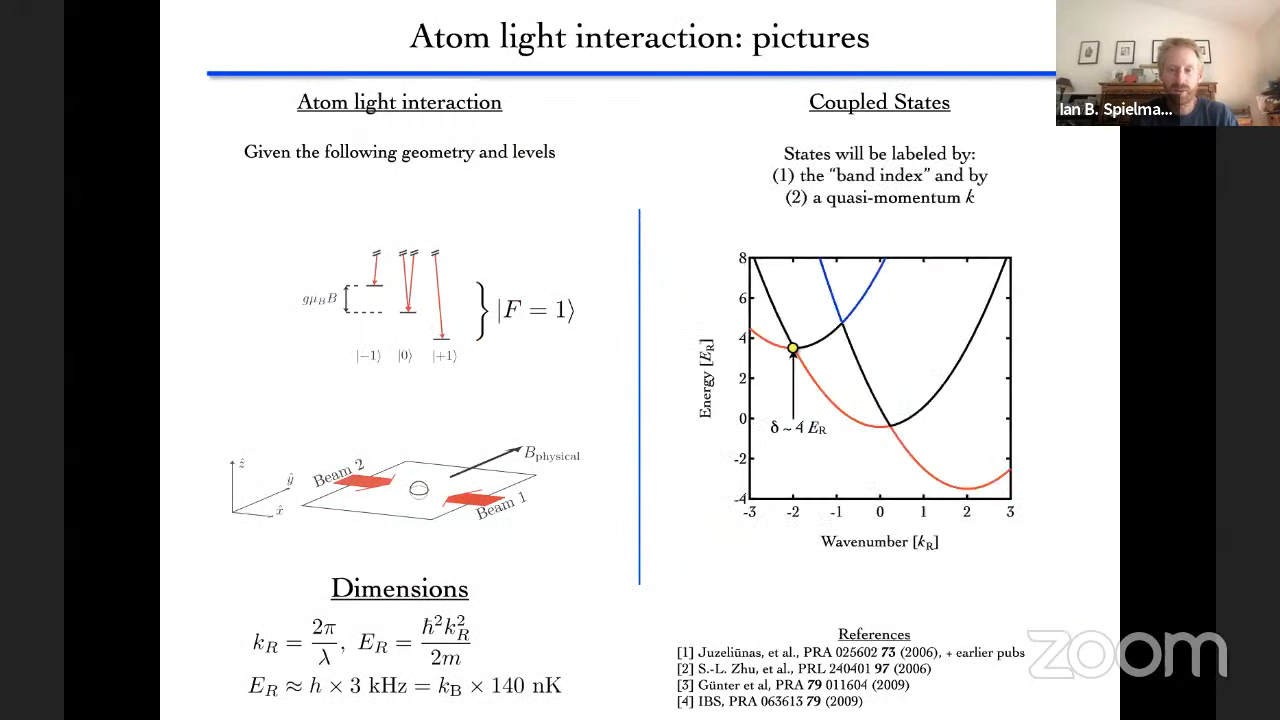 Atom light interaction: pictures
Ian B. Spielma...
Atom light interaction
Given the following geometry and levels
gμ_B B
|−1⟩ |0⟩ |+1⟩
|F = 1⟩
ẑ
ŷ
x̂
Beam 2
Beam 1
B_physical
Dimensions
k_R = 2π/λ, E_R = ħ²k_R²/2m
E_R ≈ h × 3 kHz = k_B × 140 nK
Coupled States
States will be labeled by:
(1) the “band index” and by
(2) a quasi-momentum k
Energy [E_R]
8
6
4
2
0
-2
-4
δ ~ 4 E_R
-3 -2 -1 0 1 2 3
Wavenumber [k_R]
References
[1] Juzeliūnas, et al., PRA 025602 73 (2006), + earlier pubs
[2] S.-L. Zhu, et al., PRL 240401 97 (2006)
[3] Günter et al, PRA 79 011604 (2009)
[4] IBS, PRA 063613 79 (2009)
zoom